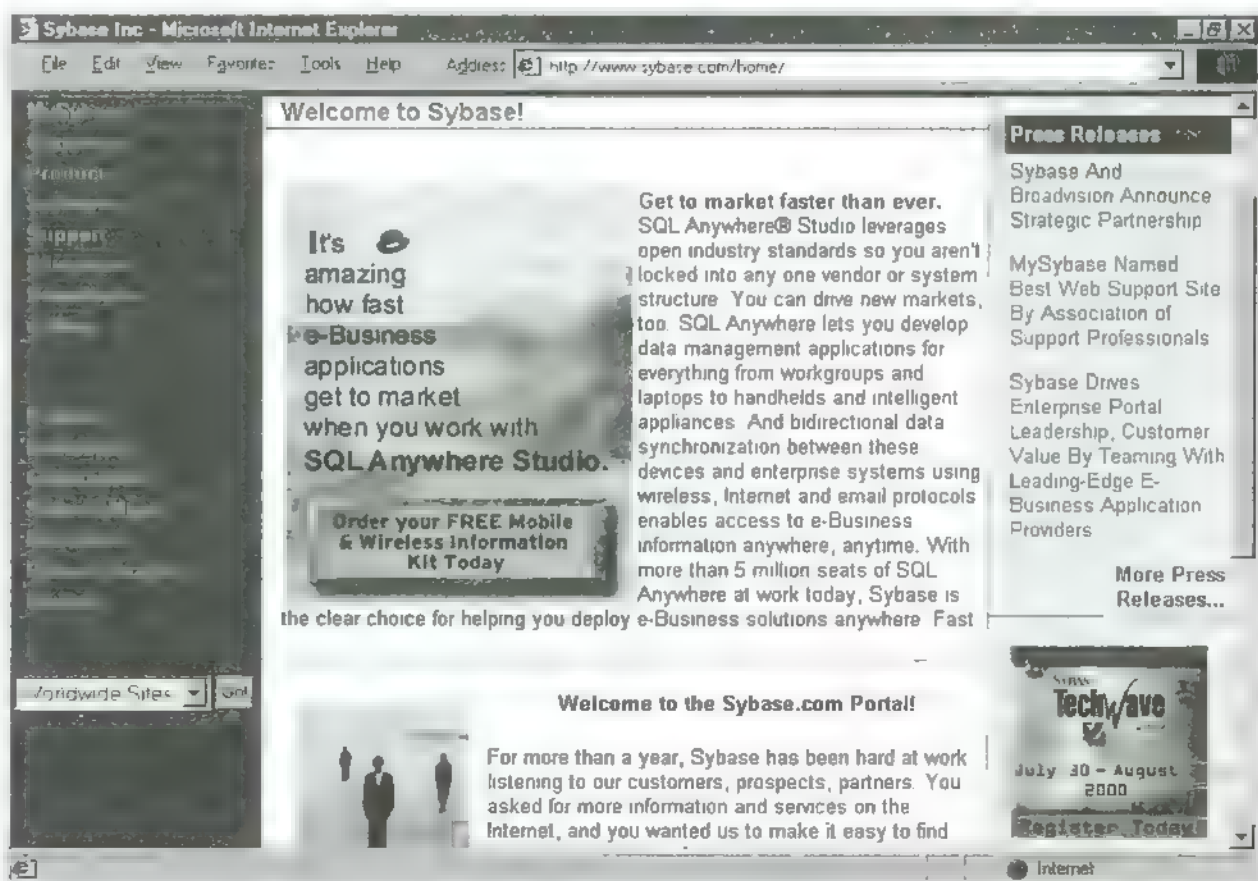 Sybase Inc - Microsoft Internet Explorer
File Edit View Favorites Tools Help Address http://www.sybase.com/home/
Welcome to Sybase!
Product
It's
amazing
how fast
e-Business
applications
get to market
when you work with
SQL Anywhere Studio.
Order your FREE Mobile
& Wireless Information
Kit Today
Get to market faster than ever.
SQL Anywhere® Studio leverages
open industry standards so you aren't
locked into any one vendor or system
structure. You can drive new markets,
too. SQL Anywhere lets you develop
data management applications for
everything from workgroups and
laptops to handhelds and intelligent
appliances. And bidirectional data
synchronization between these
devices and enterprise systems using
wireless, Internet and email protocols
enables access to e-Business
information anywhere, anytime. With
more than 5 million seats of SQL
Anywhere at work today, Sybase is
the clear choice for helping you deploy e-Business solutions anywhere. Fast
Press Releases
Sybase And
Broadvision Announce
Strategic Partnership
MySybase Named
Best Web Support Site
By Association of
Support Professionals
Sybase Drives
Enterprise Portal
Leadership, Customer
Value By Teaming With
Leading-Edge E-
Business Application
Providers
More Press
Releases...
Worldwide Sites Go!
Welcome to the Sybase.com Portal!
For more than a year, Sybase has been hard at work
listening to our customers, prospects, partners. You
asked for more information and services on the
Internet, and you wanted us to make it easy to find
SYBASE
TechWave
July 30 - August
2000
Register Today
Internet